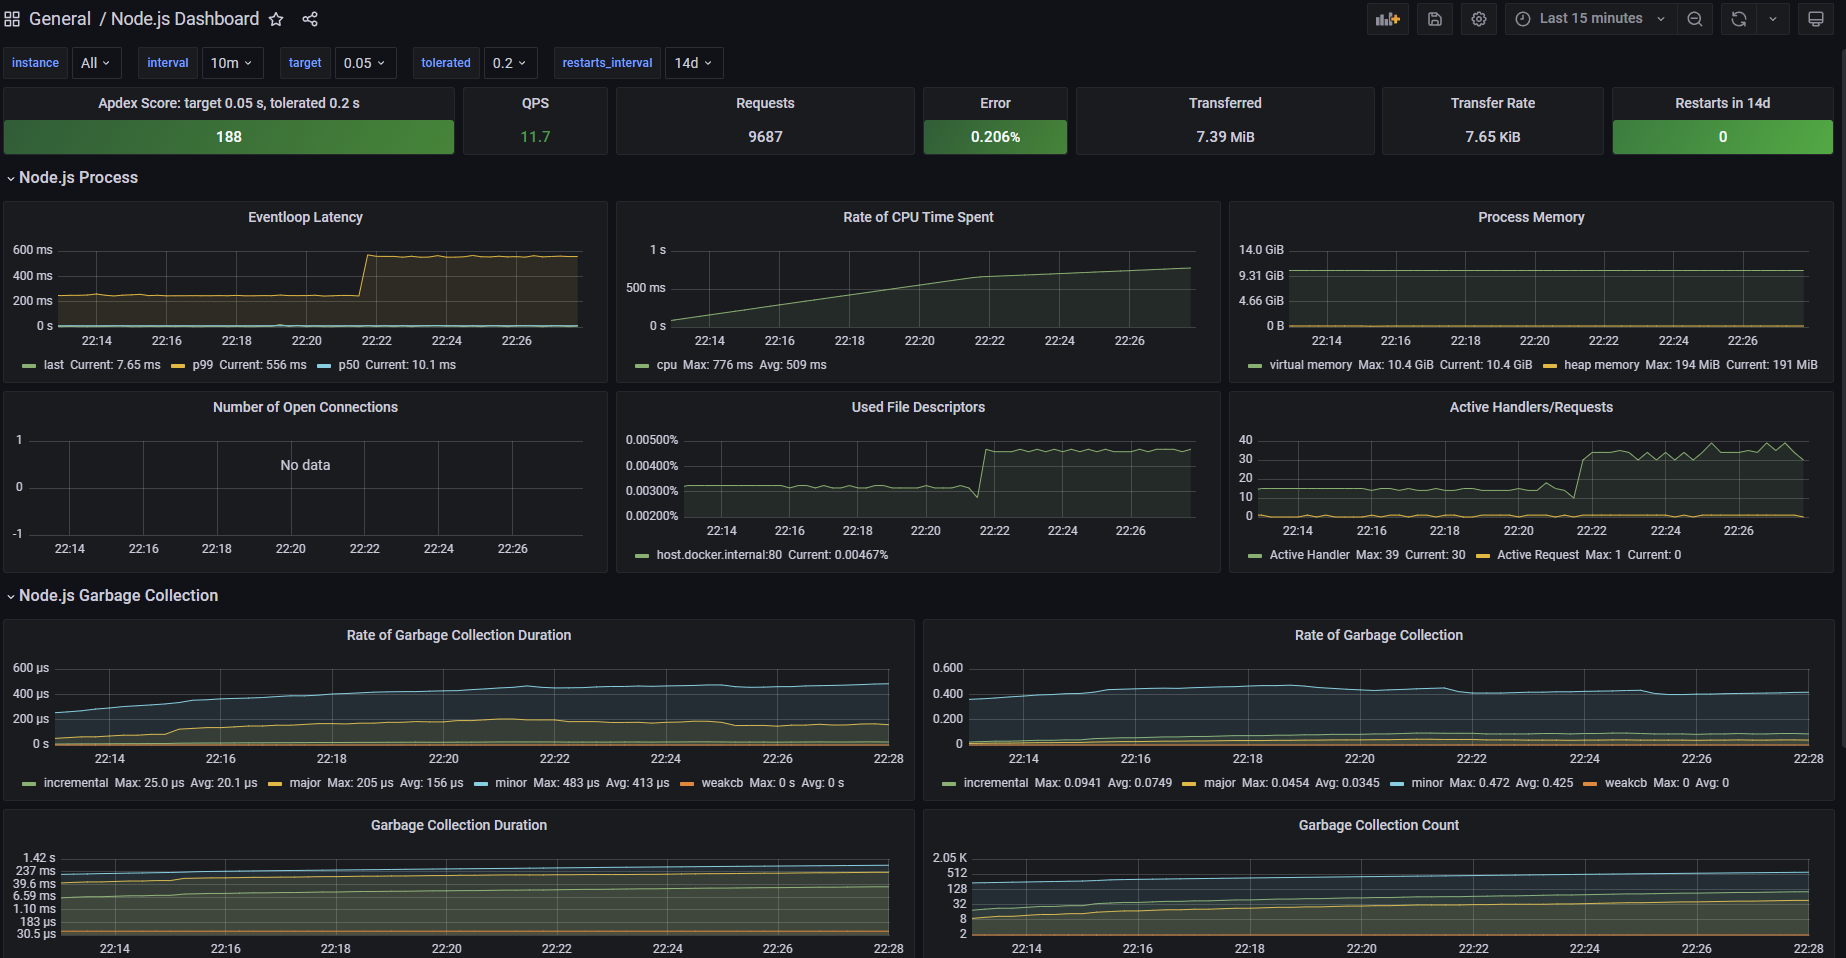 General / Node.js Dashboard
Last 15 minutes
instance All interval 10m target 0.05 tolerated 0.2 restarts_interval 14d
Apdex Score: target 0.05 s, tolerated 0.2 s
188
QPS
11.7
Requests
9687
Error
0.206%
Transferred
7.39 MiB
Transfer Rate
7.65 KiB
Restarts in 14d
0
Node.js Process
Eventloop Latency
600 ms
400 ms
200 ms
0 s
22:14 22:16 22:18 22:20 22:22 22:24 22:26
last Current: 7.65 ms p99 Current: 556 ms p50 Current: 10.1 ms
Rate of CPU Time Spent
1 s
500 ms
0 s
22:14 22:16 22:18 22:20 22:22 22:24 22:26
cpu Max: 776 ms Avg: 509 ms
Process Memory
14.0 GiB
9.31 GiB
4.66 GiB
0 B
22:14 22:16 22:18 22:20 22:22 22:24 22:26
virtual memory Max: 10.4 GiB Current: 10.4 GiB heap memory Max: 194 MiB Current: 191 MiB
Number of Open Connections
1
No data
0
-1
22:14 22:16 22:18 22:20 22:22 22:24 22:26
Used File Descriptors
0.00500%
0.00400%
0.00300%
0.00200%
22:14 22:16 22:18 22:20 22:22 22:24 22:26
host.docker.internal:80 Current: 0.00467%
Active Handlers/Requests
40
30
20
10
0
22:14 22:16 22:18 22:20 22:22 22:24 22:26
Active Handler Max: 39 Current: 30 Active Request Max: 1 Current: 0
Node.js Garbage Collection
Rate of Garbage Collection Duration
600 µs
400 µs
200 µs
0 s
22:14 22:16 22:18 22:20 22:22 22:24 22:26 22:28
incremental Max: 25.0 µs Avg: 20.1 µs major Max: 205 µs Avg: 156 µs minor Max: 483 µs Avg: 413 µs weakcb Max: 0 s Avg: 0 s
Rate of Garbage Collection
0.600
0.400
0.200
0
22:14 22:16 22:18 22:20 22:22 22:24 22:26 22:28
incremental Max: 0.0941 Avg: 0.0749 major Max: 0.0454 Avg: 0.0345 minor Max: 0.472 Avg: 0.425 weakcb Max: 0 Avg: 0
Garbage Collection Duration
1.42 s
237 ms
39.6 ms
6.59 ms
1.10 ms
183 µs
30.5 µs
22:14 22:16 22:18 22:20 22:22 22:24 22:26 22:28
Garbage Collection Count
2.05 K
512
128
32
8
2
22:14 22:16 22:18 22:20 22:22 22:24 22:26 22:28